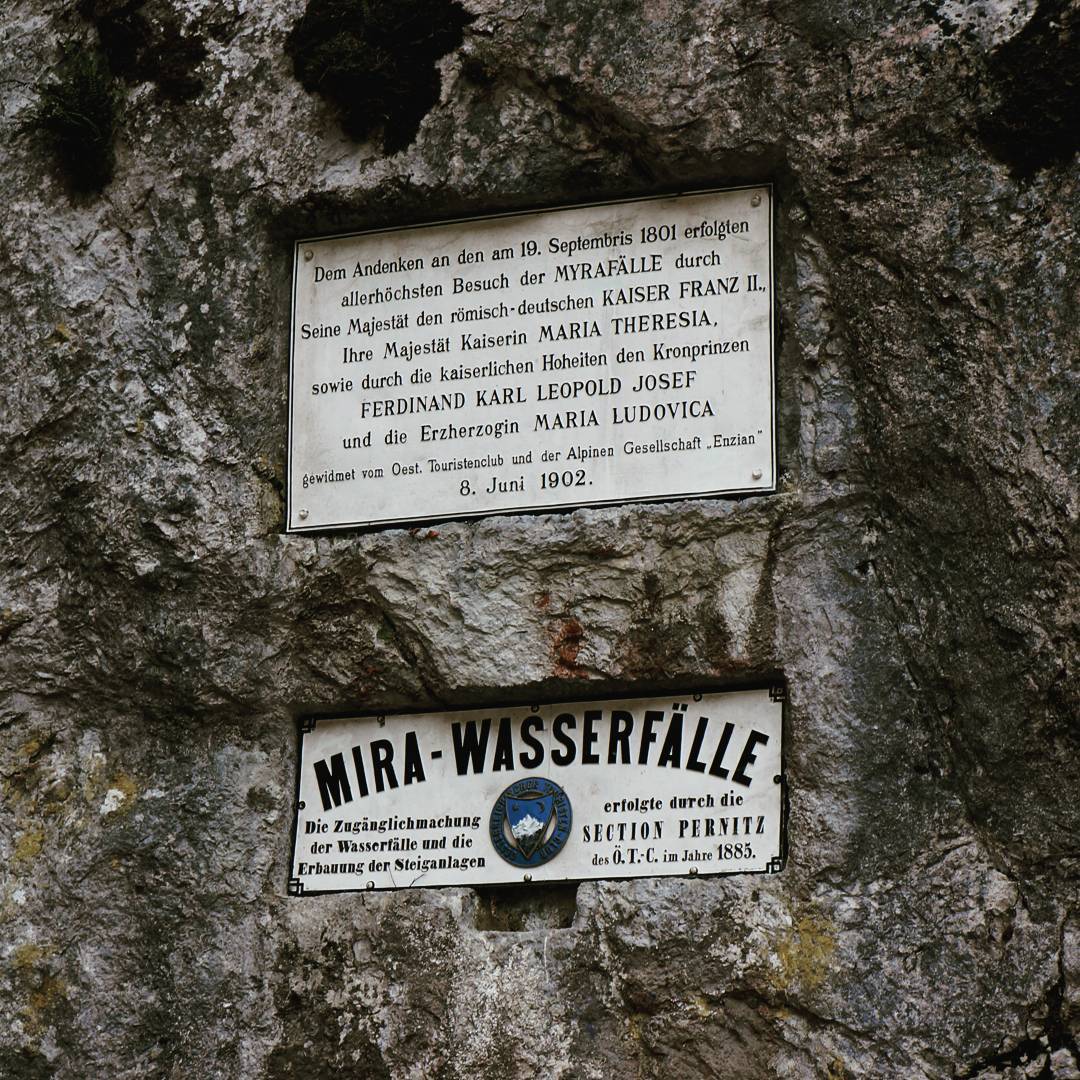 Dem Andenken an den am 19. Septembris 1801 erfolgten
allerhöchsten Besuch der MYRAFÄLLE durch
Seine Majestät den römisch-deutschen KAISER FRANZ II.,
Ihre Majestät Kaiserin MARIA THERESIA,
sowie durch die kaiserlichen Hoheiten den Kronprinzen
FERDINAND KARL LEOPOLD JOSEF
und die Erzherzogin MARIA LUDOVICA
gewidmet vom Oest. Touristenclub und der Alpinen Gesellschaft „Enzian"
8. Juni 1902.
MIRA-WASSERFÄLLE
Die Zugänglichmachung
der Wasserfälle und die
Erbauung der Steiganlagen
ÖSTERREICHISCHER TOURISTEN-CLUB
erfolgte durch die
SECTION PERNITZ
des Ö.T.-C. im Jahre 1885.